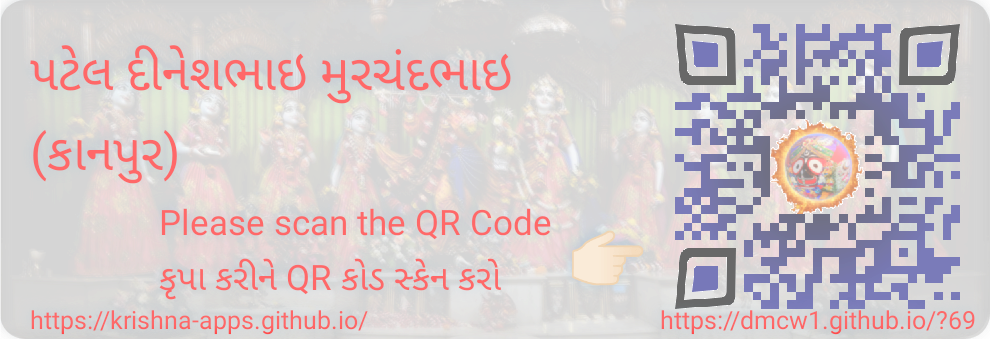 પટેલ દીનેશભાઇ મુરચંદભાઇ
(કાનપુર)
Please scan the QR Code
કૃપા કરીને QR કોડ સ્કેન કરો
https://krishna-apps.github.io/
https://dmcw1.github.io/?69